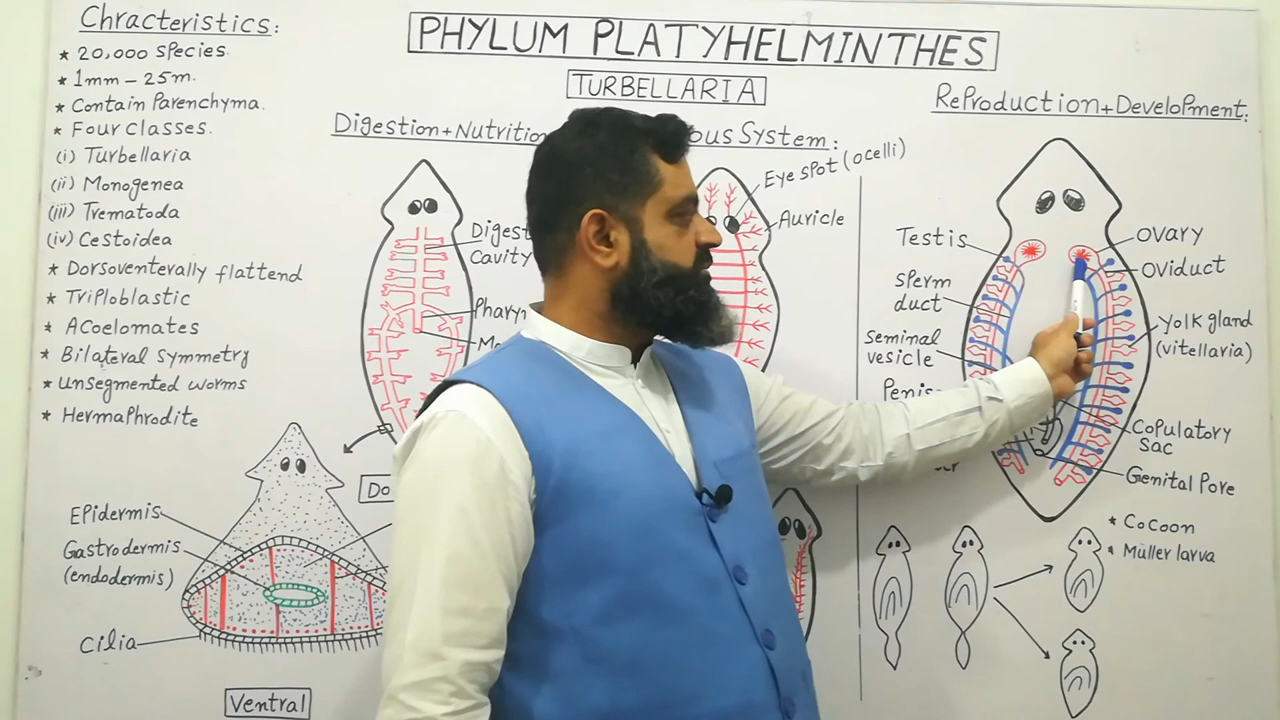 PHYLUM PLATYHELMINTHES
TURBELLARIA
Chracteristics:
* 20,000 species.
* 1mm – 25m.
* Contain Parenchyma.
* Four classes.
(i) Turbellaria
(ii) Monogenea
(iii) Trematoda
(iv) Cestoidea
* Dorsoventerally flattend
* Triploblastic
* Acoelomates
* Bilateral Symmetry
* unsegmented worms
* Hermaphrodite
Epidermis
Gastrodermis
(endodermis)
Cilia
Ventral
Digestion+Nutrition
Cavity
System:
Eye spot (ocelli)
Auricle
Reproduction+Development:
Testis
sperm
duct
seminal
vesicle
Penis
Ovary
Oviduct
Yolk gland
(vitellaria)
Copulatory
sac
Genital Pore
* Cocoon
* Müller larva